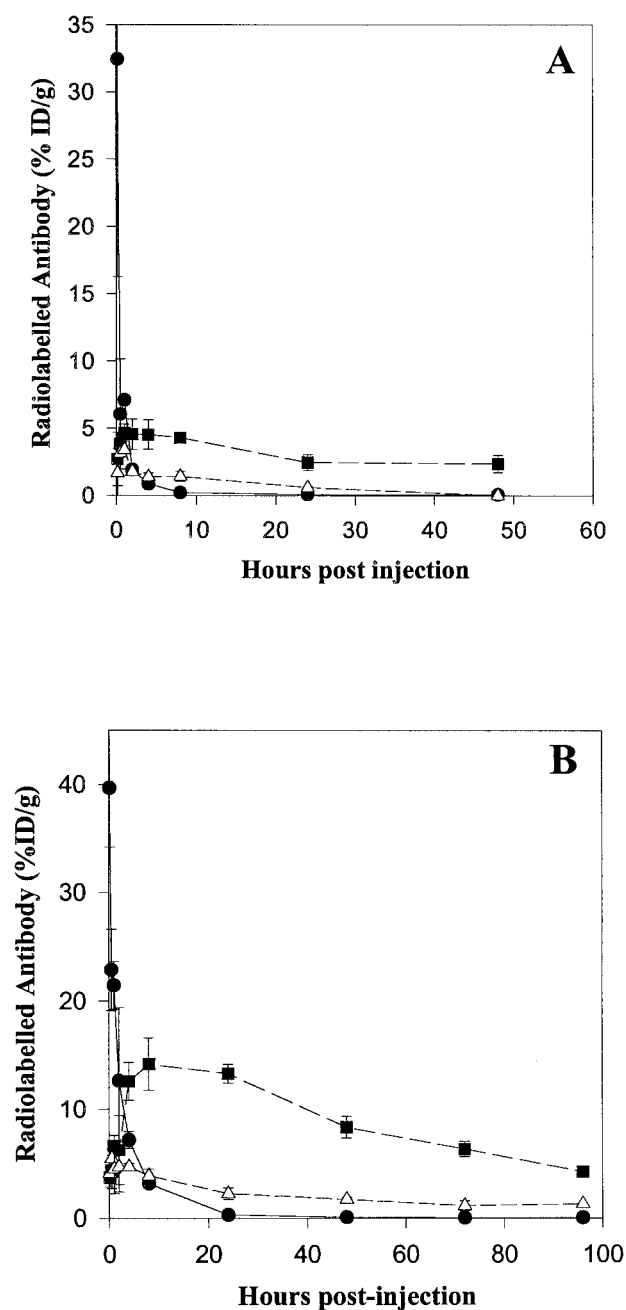 A
35
30
25
20
15
10
5
0
Radiolabelled Antibody (% ID/g)
0 10 20 30 40 50 60
Hours post injection
B
40
30
20
10
0
Radiolabelled Antibody (%ID/g)
0 20 40 60 80 100
Hours post-injection